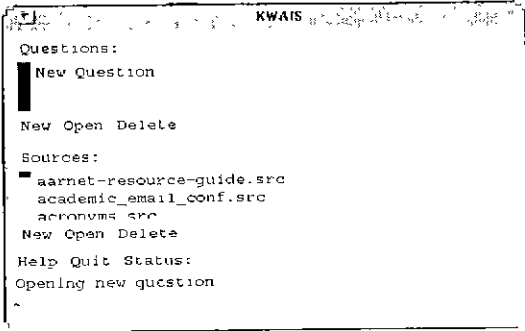 KWAIS
Questions:
New Question
New Open Delete
Sources:
aarnet-resource-guide.src
academic_email_conf.src
acronyms.src
New Open Delete
Help Quit Status:
Opening new question